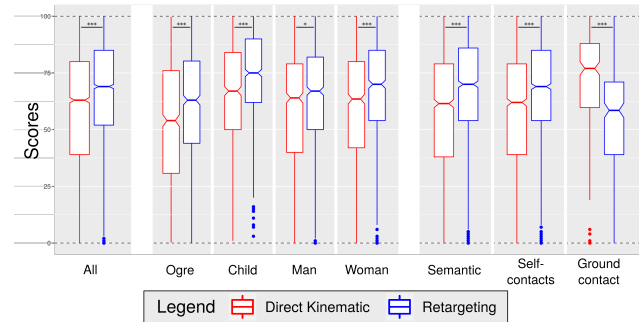 Scores
100
75
50
25
0
*** *** *** * *** *** *** ***
All Ogre Child Man Woman Semantic Self-contacts Ground contact
Legend Direct Kinematic Retargeting